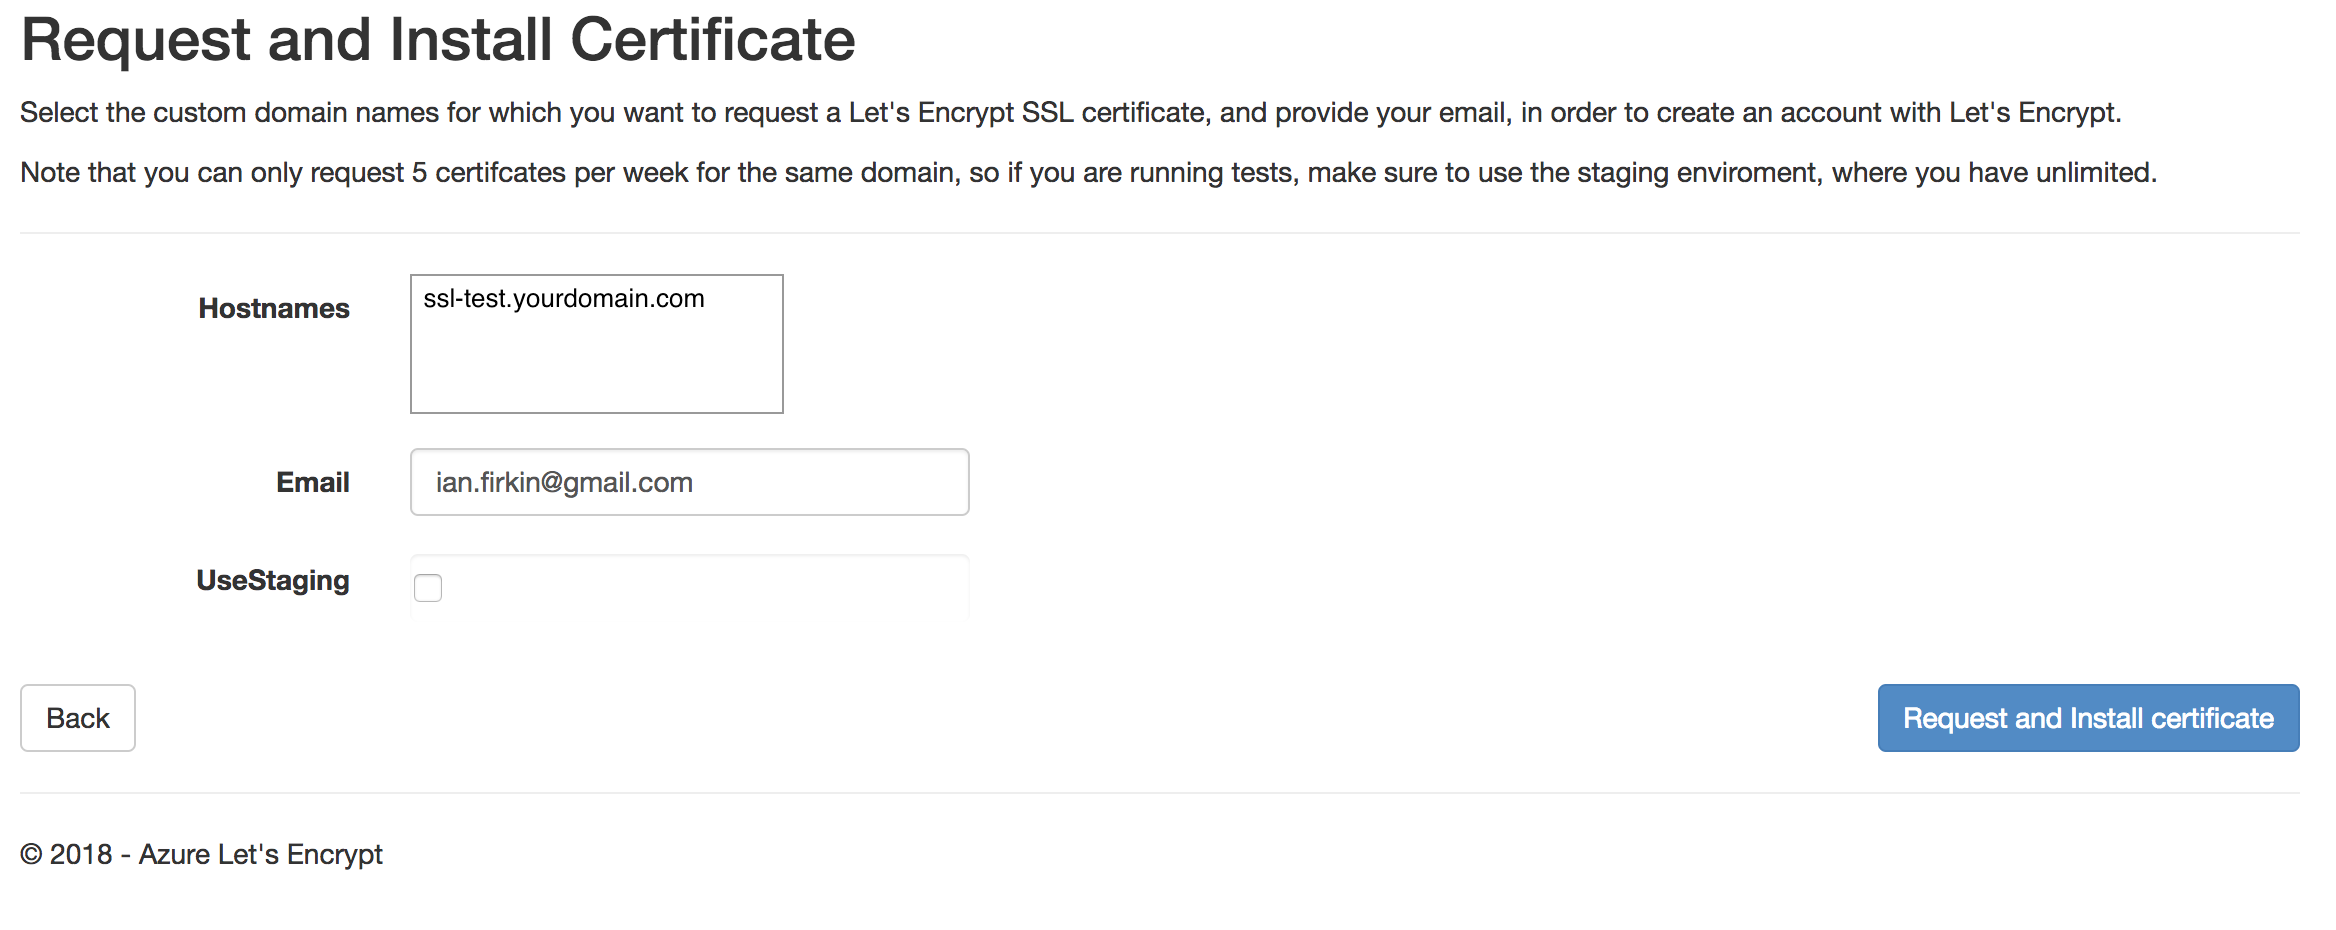 Request and Install Certificate
Select the custom domain names for which you want to request a Let's Encrypt SSL certificate, and provide your email, in order to create an account with Let's Encrypt.
Note that you can only request 5 certifcates per week for the same domain, so if you are running tests, make sure to use the staging enviroment, where you have unlimited.
Hostnames
ssl-test.yourdomain.com
Email
ian.firkin@gmail.com
UseStaging
Back
Request and Install certificate
© 2018 - Azure Let's Encrypt